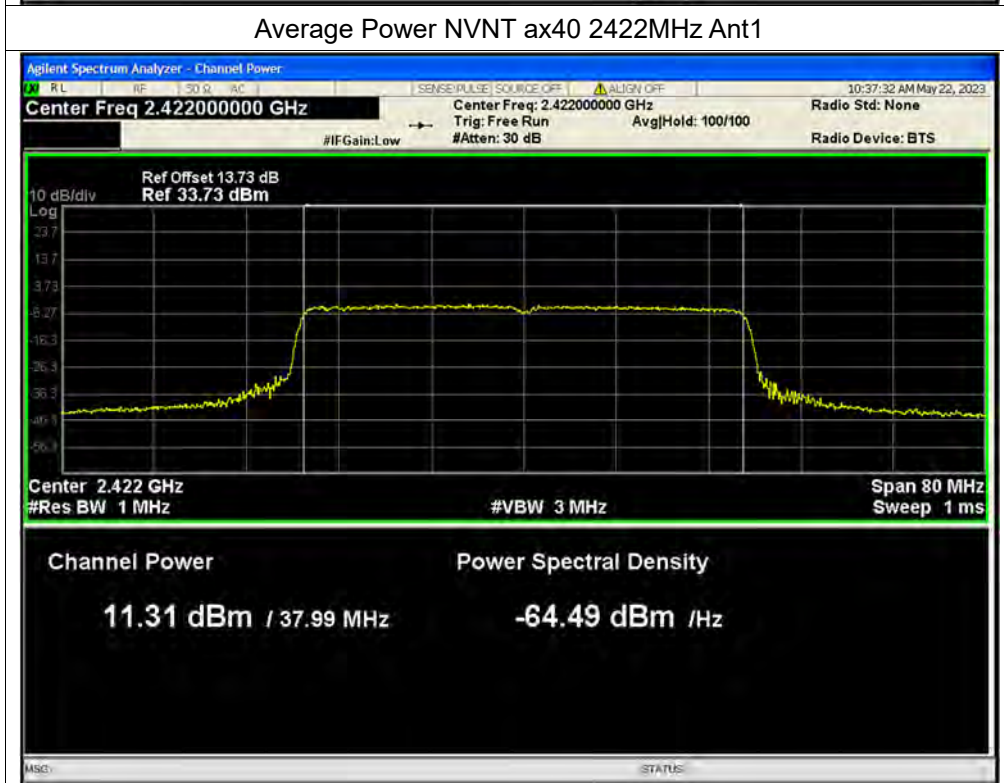 Average Power NVNT ax40 2422MHz Ant1
Agilent Spectrum Analyzer - Channel Power
RL RF 50 Ω AC SENSE:PULSE SOURCE OFF ALIGN OFF 10:37:32 AM May 22, 2023
Center Freq 2.422000000 GHz Center Freq: 2.422000000 GHz Radio Std: None
Trig: Free Run Avg|Hold: 100/100
#IFGain:Low #Atten: 30 dB Radio Device: BTS
Ref Offset 13.73 dB
10 dB/div Ref 33.73 dBm
Log
23.7
13.7
3.73
-6.27
-16.3
-26.3
-36.3
-46.3
-56.3
Center 2.422 GHz Span 80 MHz
#Res BW 1 MHz #VBW 3 MHz Sweep 1 ms
Channel Power Power Spectral Density
11.31 dBm / 37.99 MHz -64.49 dBm /Hz
MSG STATUS